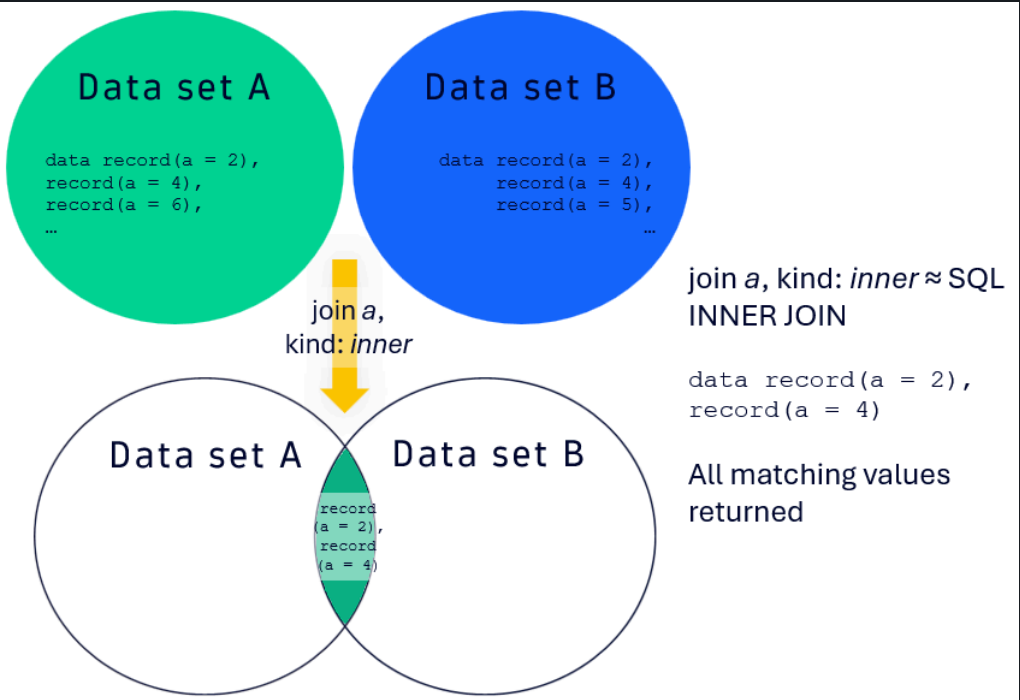 Data set A
data record(a = 2),
record(a = 4),
record(a = 6),
…
Data set B
data record(a = 2),
record(a = 4),
record(a = 5),
…
join a,
kind: inner
Data set A
Data set B
record
(a = 2),
record
(a = 4)
join a, kind: inner ≈ SQL
INNER JOIN
data record(a = 2),
record(a = 4)
All matching values
returned